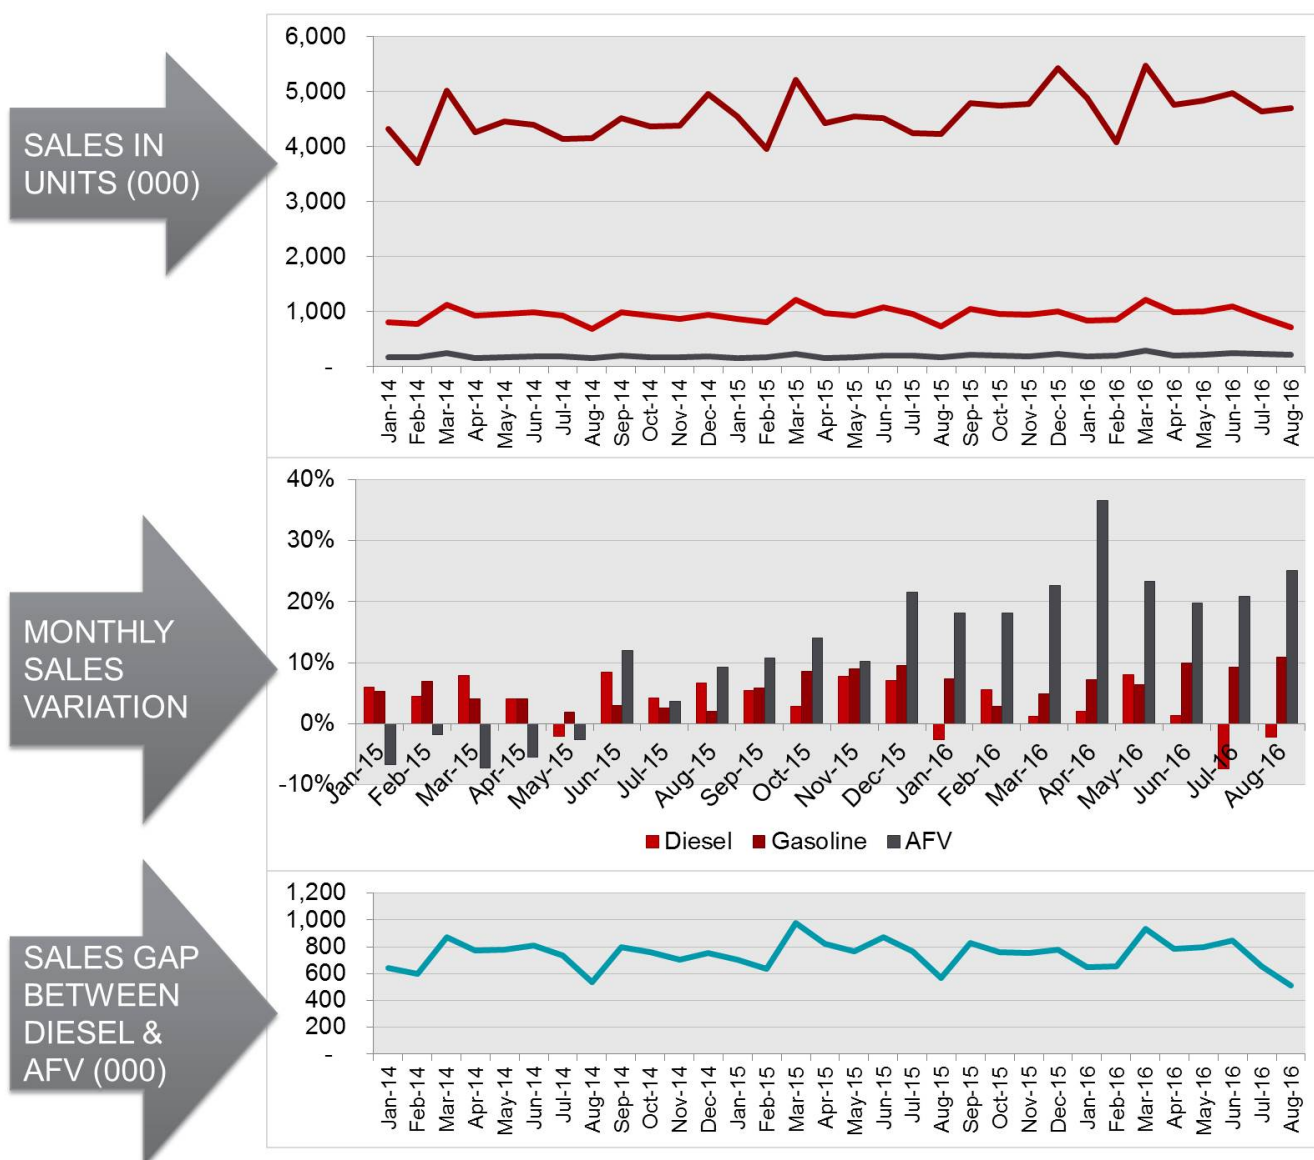 SALES IN
UNITS (000)
6,000
5,000
4,000
3,000
2,000
1,000
-
Jan-14
Feb-14
Mar-14
Apr-14
May-14
Jun-14
Jul-14
Aug-14
Sep-14
Oct-14
Nov-14
Dec-14
Jan-15
Feb-15
Mar-15
Apr-15
May-15
Jun-15
Jul-15
Aug-15
Sep-15
Oct-15
Nov-15
Dec-15
Jan-16
Feb-16
Mar-16
Apr-16
May-16
Jun-16
Jul-16
Aug-16
MONTHLY
SALES
VARIATION
40%
30%
20%
10%
0%
-10%
Jan-15
Feb-15
Mar-15
Apr-15
May-15
Jun-15
Jul-15
Aug-15
Sep-15
Oct-15
Nov-15
Dec-15
Jan-16
Feb-16
Mar-16
Apr-16
May-16
Jun-16
Jul-16
Aug-16
Diesel Gasoline AFV
SALES GAP
BETWEEN
DIESEL &
AFV (000)
1,200
1,000
800
600
400
200
-
Jan-14
Feb-14
Mar-14
Apr-14
May-14
Jun-14
Jul-14
Aug-14
Sep-14
Oct-14
Nov-14
Dec-14
Jan-15
Feb-15
Mar-15
Apr-15
May-15
Jun-15
Jul-15
Aug-15
Sep-15
Oct-15
Nov-15
Dec-15
Jan-16
Feb-16
Mar-16
Apr-16
May-16
Jun-16
Jul-16
Aug-16